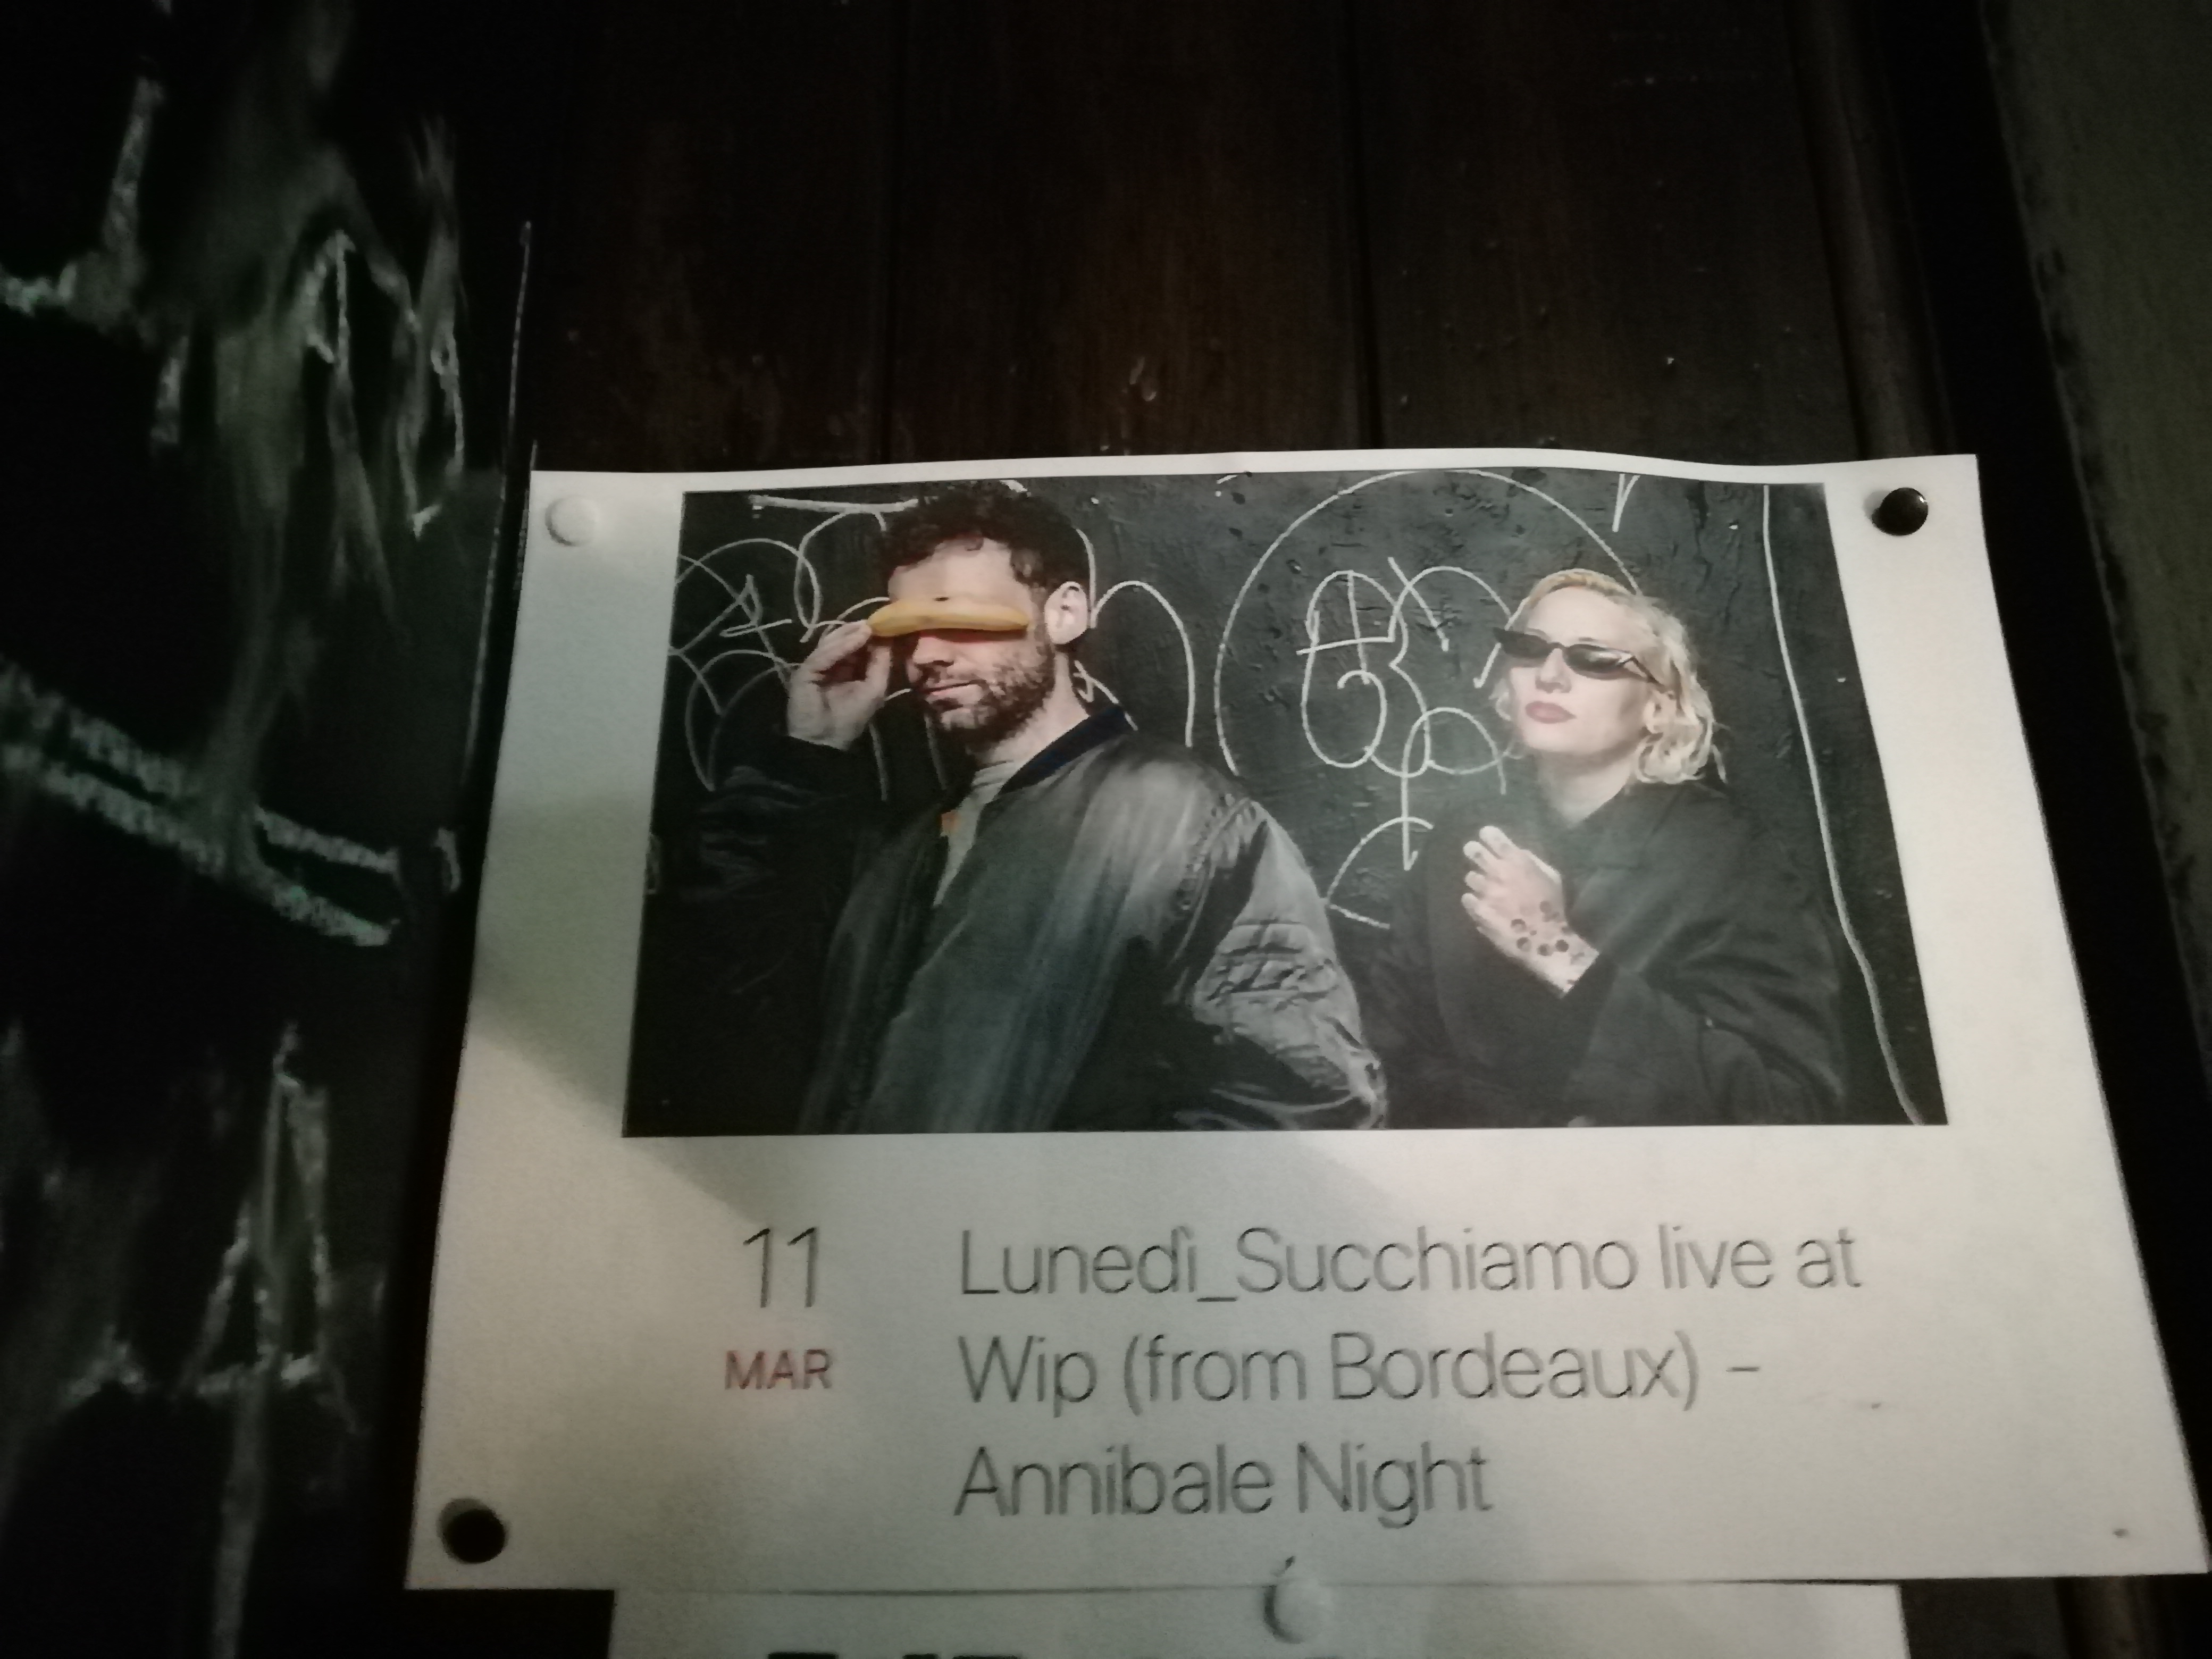 11
MAR
Lunedì_Succhiamo live at
Wip (from Bordeaux) –
Annibale Night